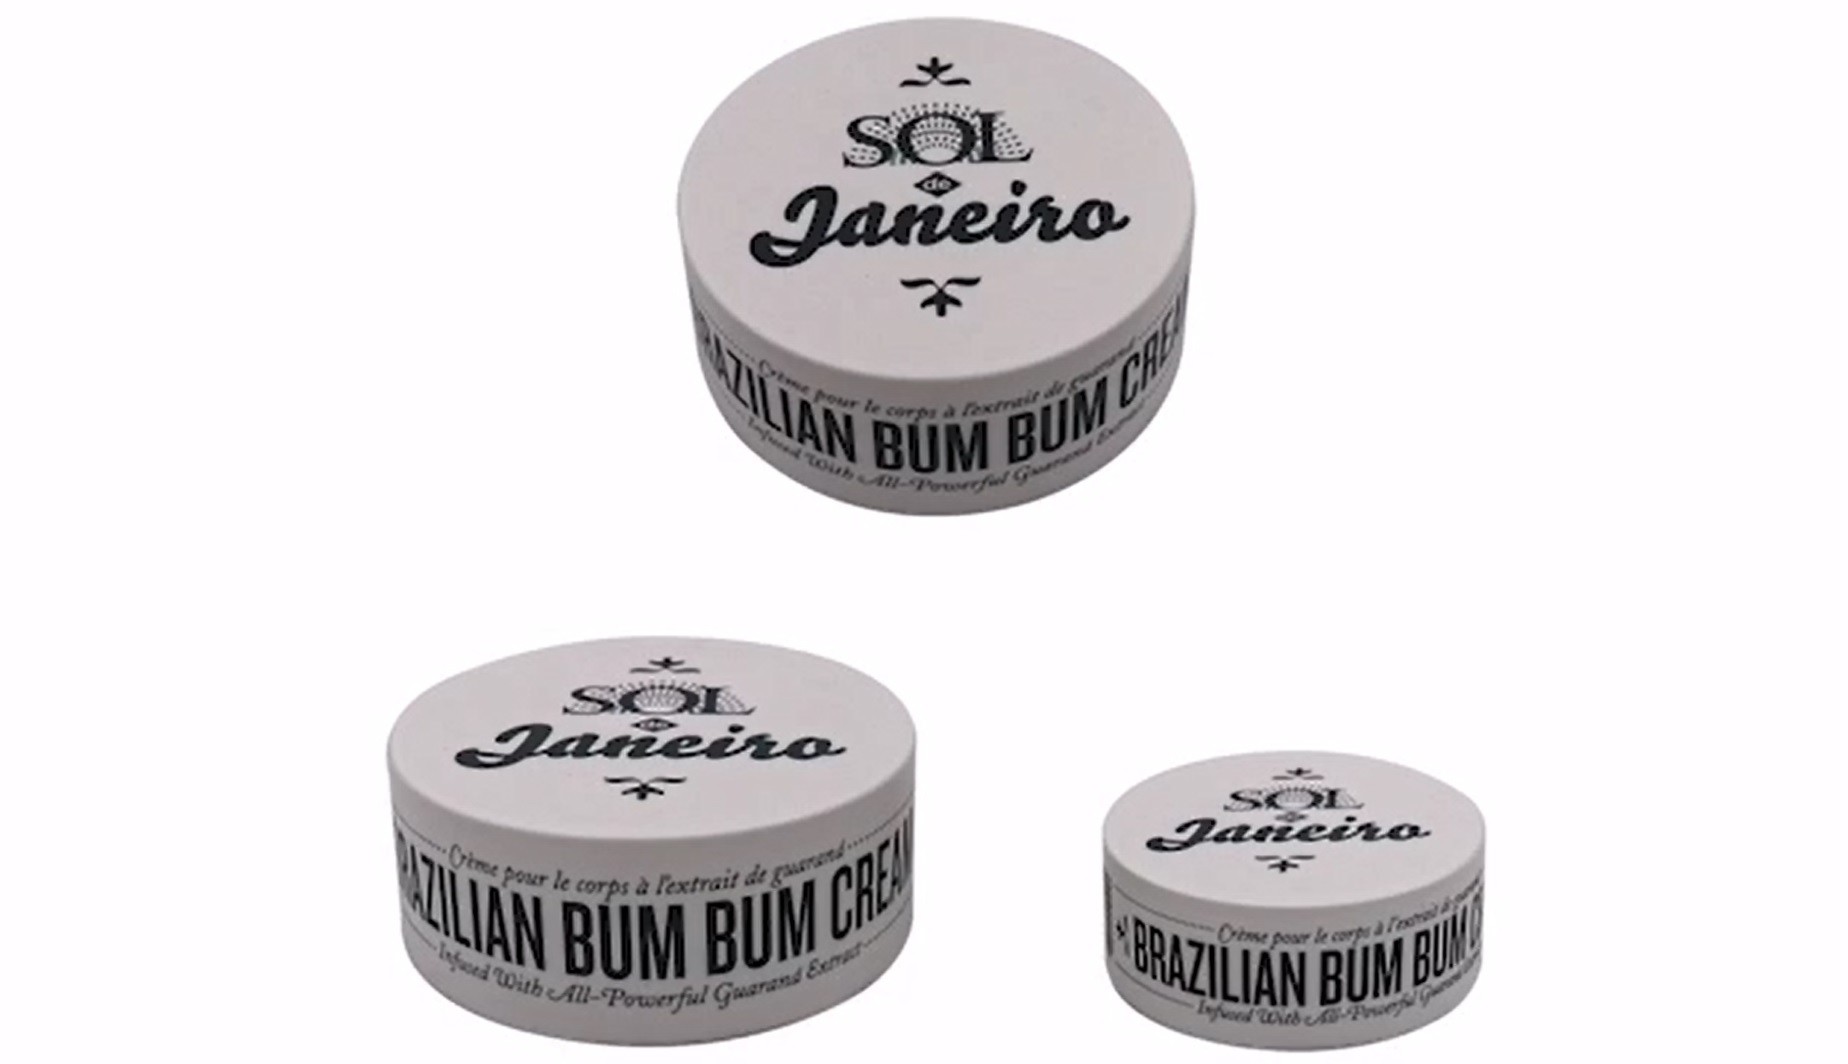 SOL
de
Janeiro
Crème pour le corps à l'extrait de guaraná
BRAZILIAN BUM BUM CREAM
Infused With All-Powerful Guaraná Extract
SOL
de
Janeiro
Crème pour le corps à l'extrait de guaraná
BRAZILIAN BUM BUM CREAM
Infused With All-Powerful Guaraná Extract
SOL
de
Janeiro
Crème pour le corps à l'extrait de guaraná
BRAZILIAN BUM BUM
Infused With All-Powerful Guaraná